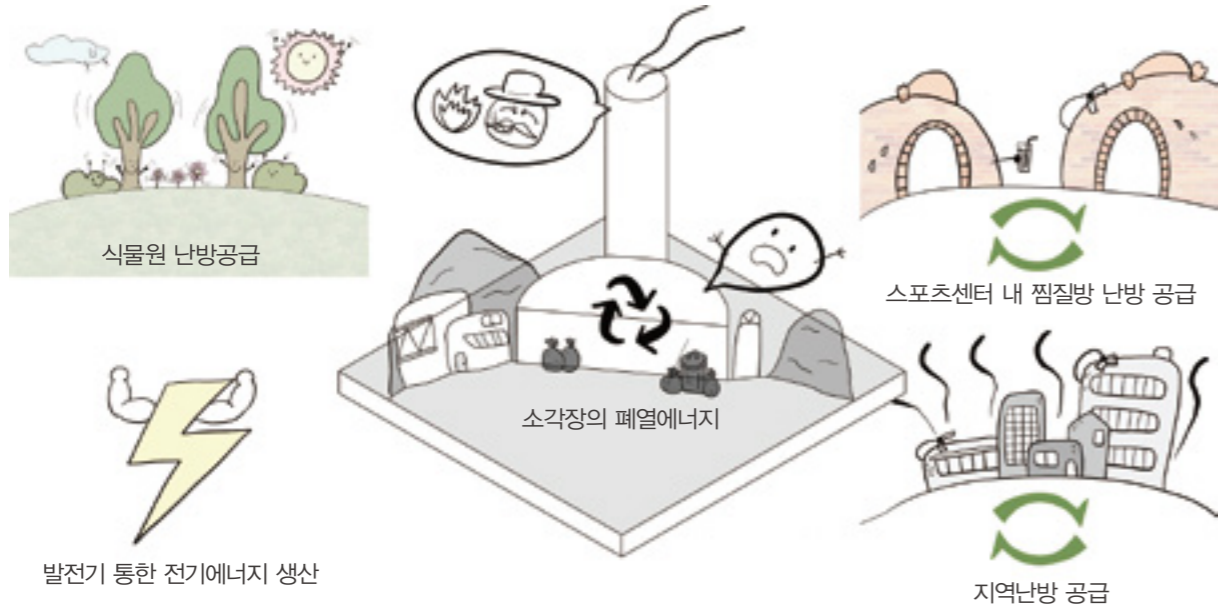 식물원 난방공급
스포츠센터 내 찜질방 난방 공급
소각장의 폐열에너지
발전기 통한 전기에너지 생산
지역난방 공급